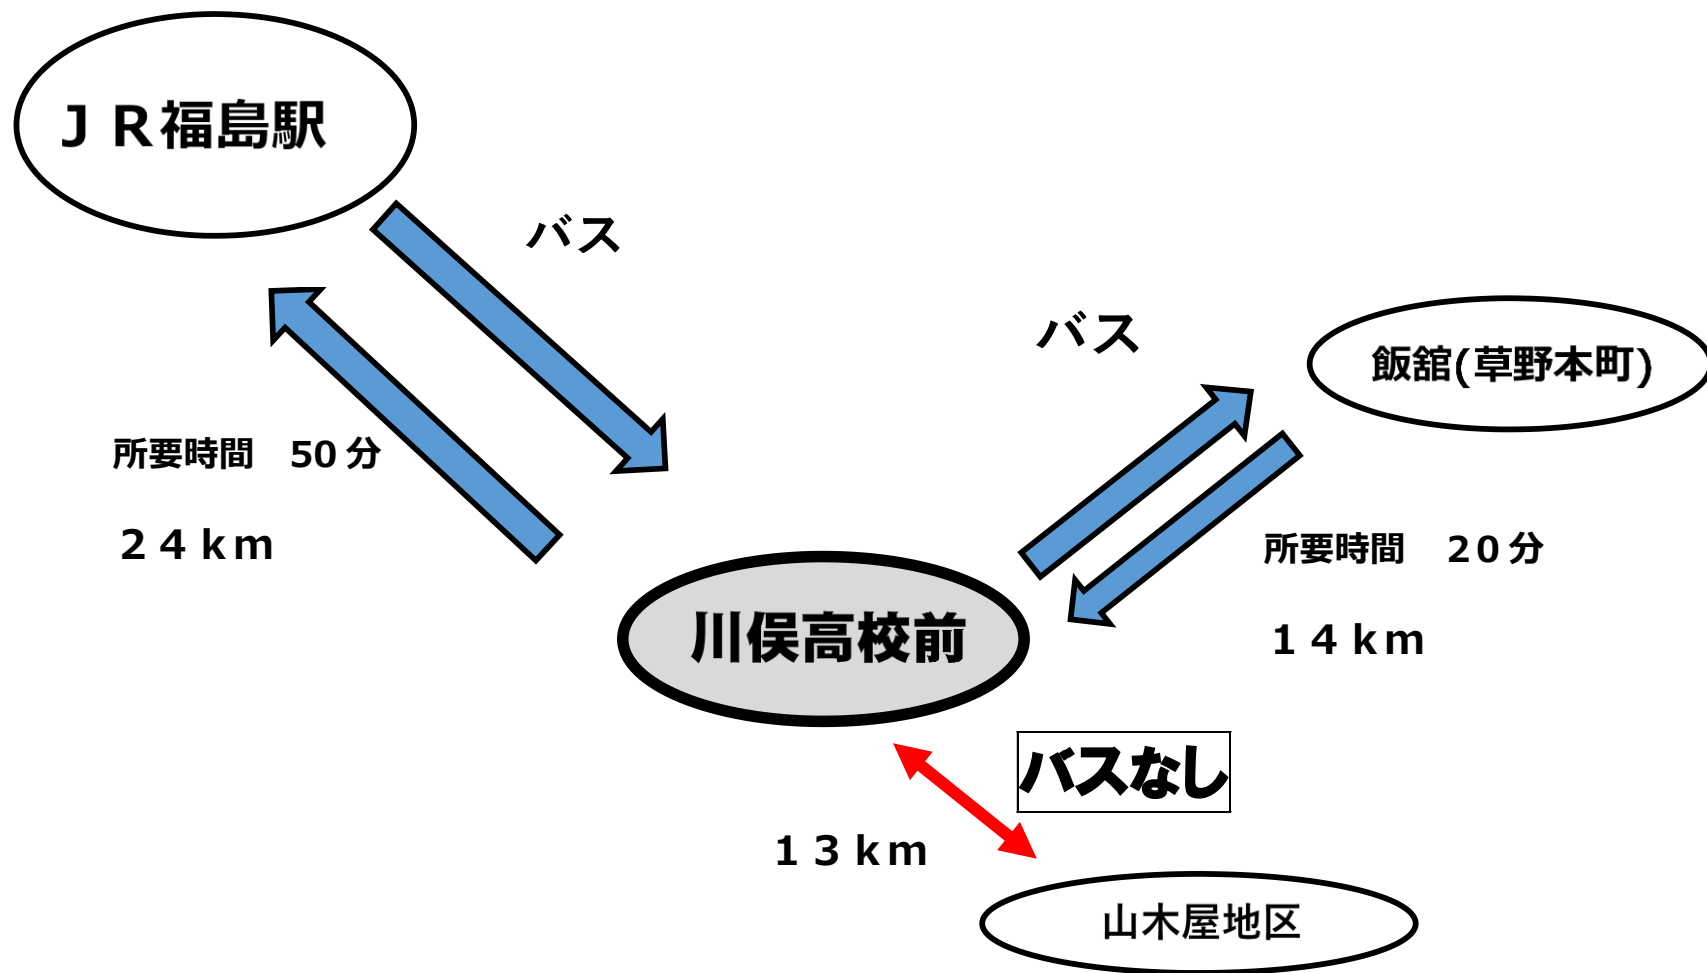 ＪＲ福島駅
バス
バス
飯舘(草野本町)
所要時間　50分
２４ｋｍ
所要時間　２０分
１４ｋｍ
川俣高校前
バスなし
１３ｋｍ
山木屋地区